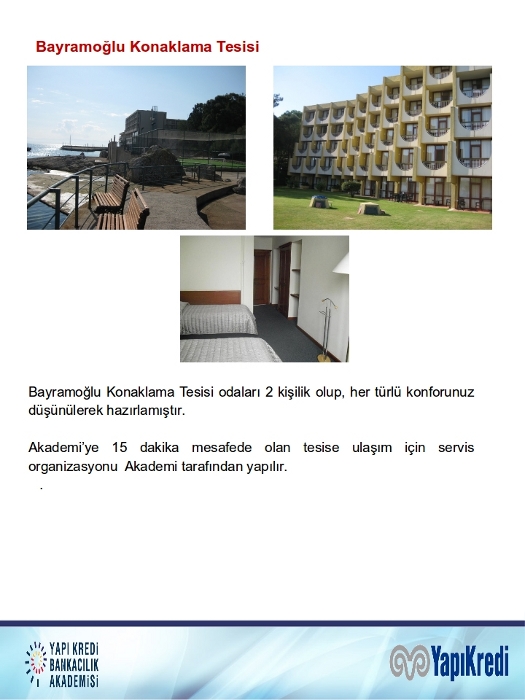 Bayramoğlu Konaklama Tesisi
Bayramoğlu Konaklama Tesisi odaları 2 kişilik olup, her türlü konforunuz
düşünülerek hazırlamıştır.
Akademi'ye 15 dakika mesafede olan tesise ulaşım için servis
organizasyonu Akademi tarafından yapılır.
.
YAPI KREDİ
BANKACILIK
AKADEMİSİ
YapıKredi